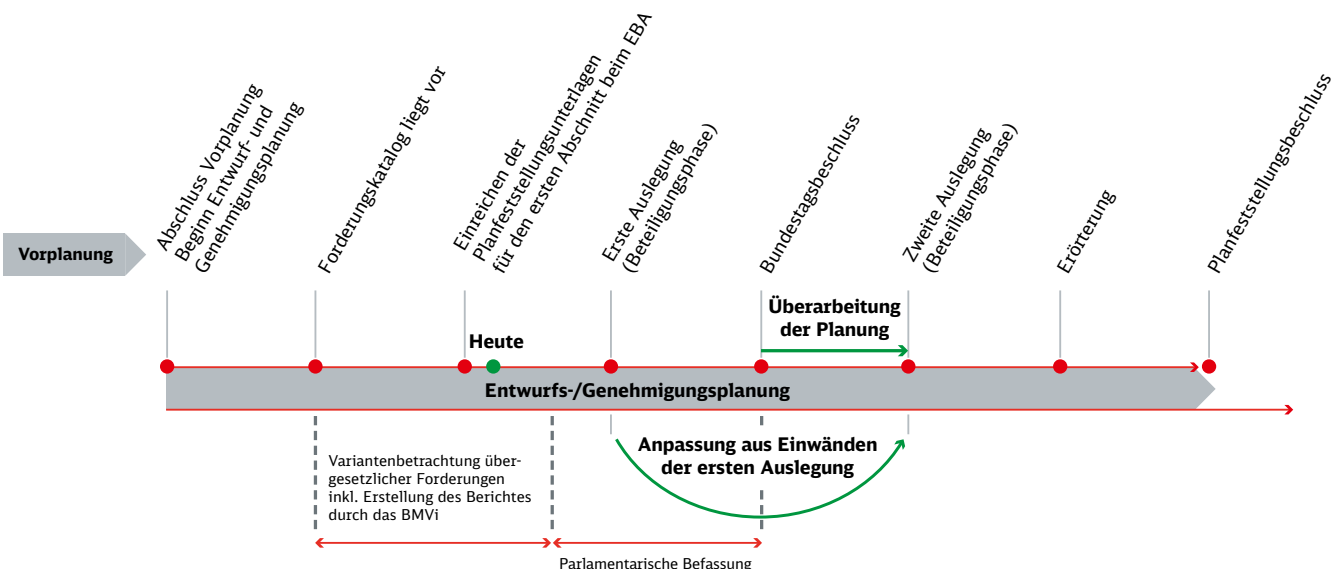 Abschluss Vorplanung
Beginn Entwurf- und
Genehmigungsplanung
Forderungskatalog liegt vor
Einreichen der
Planfeststellungsunterlagen
für den ersten Abschnitt beim EBA
Erste Auslegung
(Beteiligungsphase)
Bundestagsbeschluss
Zweite Auslegung
(Beteiligungsphase)
Erörterung
Planfeststellungsbeschluss
Vorplanung
Heute
Überarbeitung
der Planung
Entwurfs-/Genehmigungsplanung
Variantenbetrachtung über-
gesetzlicher Forderungen
inkl. Erstellung des Berichtes
durch das BMVi
Anpassung aus Einwänden
der ersten Auslegung
Parlamentarische Befassung